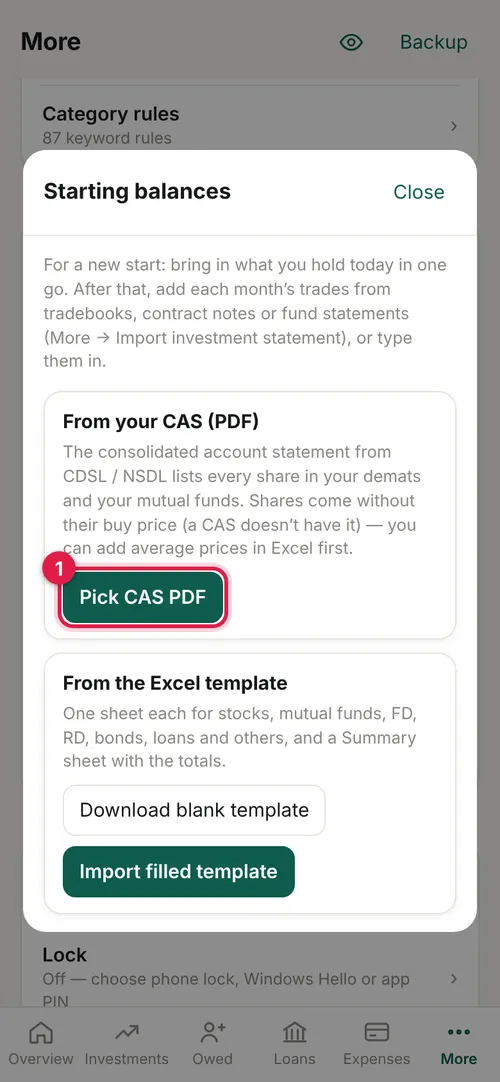 More
Backup
Category rules
87 keyword rules
Starting balances
Close
For a new start: bring in what you hold today in one
go. After that, add each month’s trades from
tradebooks, contract notes or fund statements
(More → Import investment statement), or type
them in.
From your CAS (PDF)
The consolidated account statement from
CDSL / NSDL lists every share in your demats
and your mutual funds. Shares come without
their buy price (a CAS doesn’t have it) — you
can add average prices in Excel first.
1
Pick CAS PDF
From the Excel template
One sheet each for stocks, mutual funds, FD,
RD, bonds, loans and others, and a Summary
sheet with the totals.
Download blank template
Import filled template
Lock
Off — choose phone lock, Windows Hello or app
PIN
Overview
Investments
Owed
Loans
Expenses
More